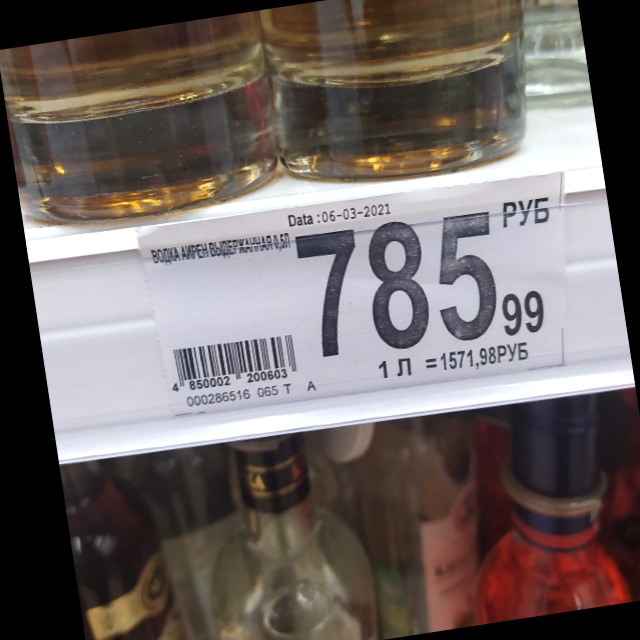 Data :06-03-2021
ВОДКА АКРЕН ВЫДЕРЖАННАЯ 0,5Л
785 99 РУБ
1 Л =1571,98РУБ
4 850002 200603
000286516 065 Т А